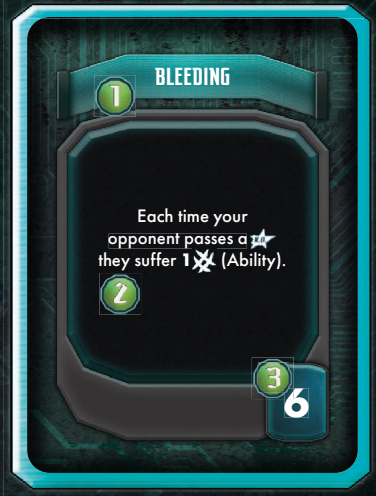 BLEEDING
1
Each time your
opponent passes a K.O.
they suffer 1 (Ability).
2
3
6